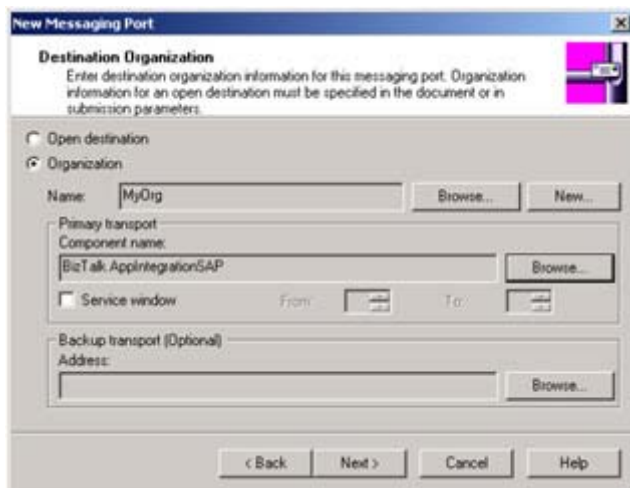 New Messaging Port
Destination Organization
Enter destination organization information for this messaging port. Organization
information for an open destination must be specified in the document or in
submission parameters.
Open destination
Organization
Name: MyOrg Browse... New...
Primary transport
Component name:
BizTalk.AppIntegrationSAP Browse...
Service window From: To:
Backup transport (Optional)
Address:
Browse...
< Back Next > Cancel Help